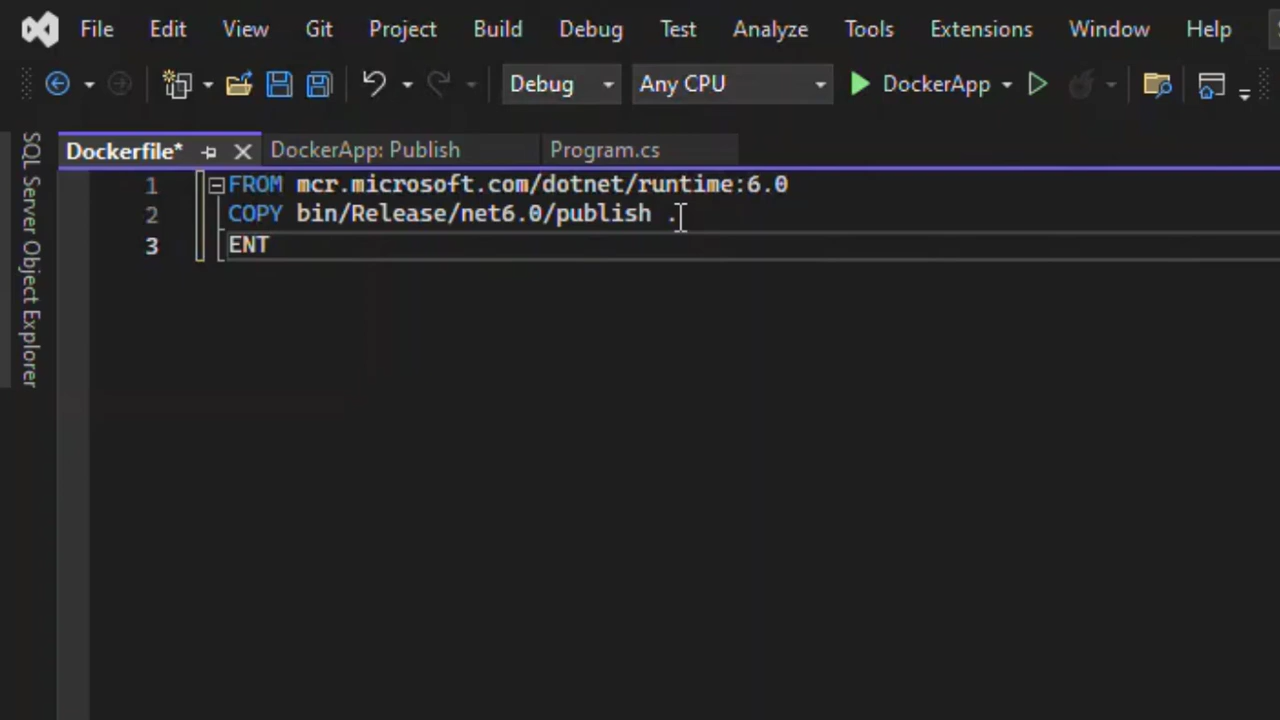 File Edit View Git Project Build Debug Test Analyze Tools Extensions Window Help
Debug Any CPU DockerApp
Dockerfile* DockerApp: Publish Program.cs
SQL Server Object Explorer
1 FROM mcr.microsoft.com/dotnet/runtime:6.0
2 COPY bin/Release/net6.0/publish .
3 ENT